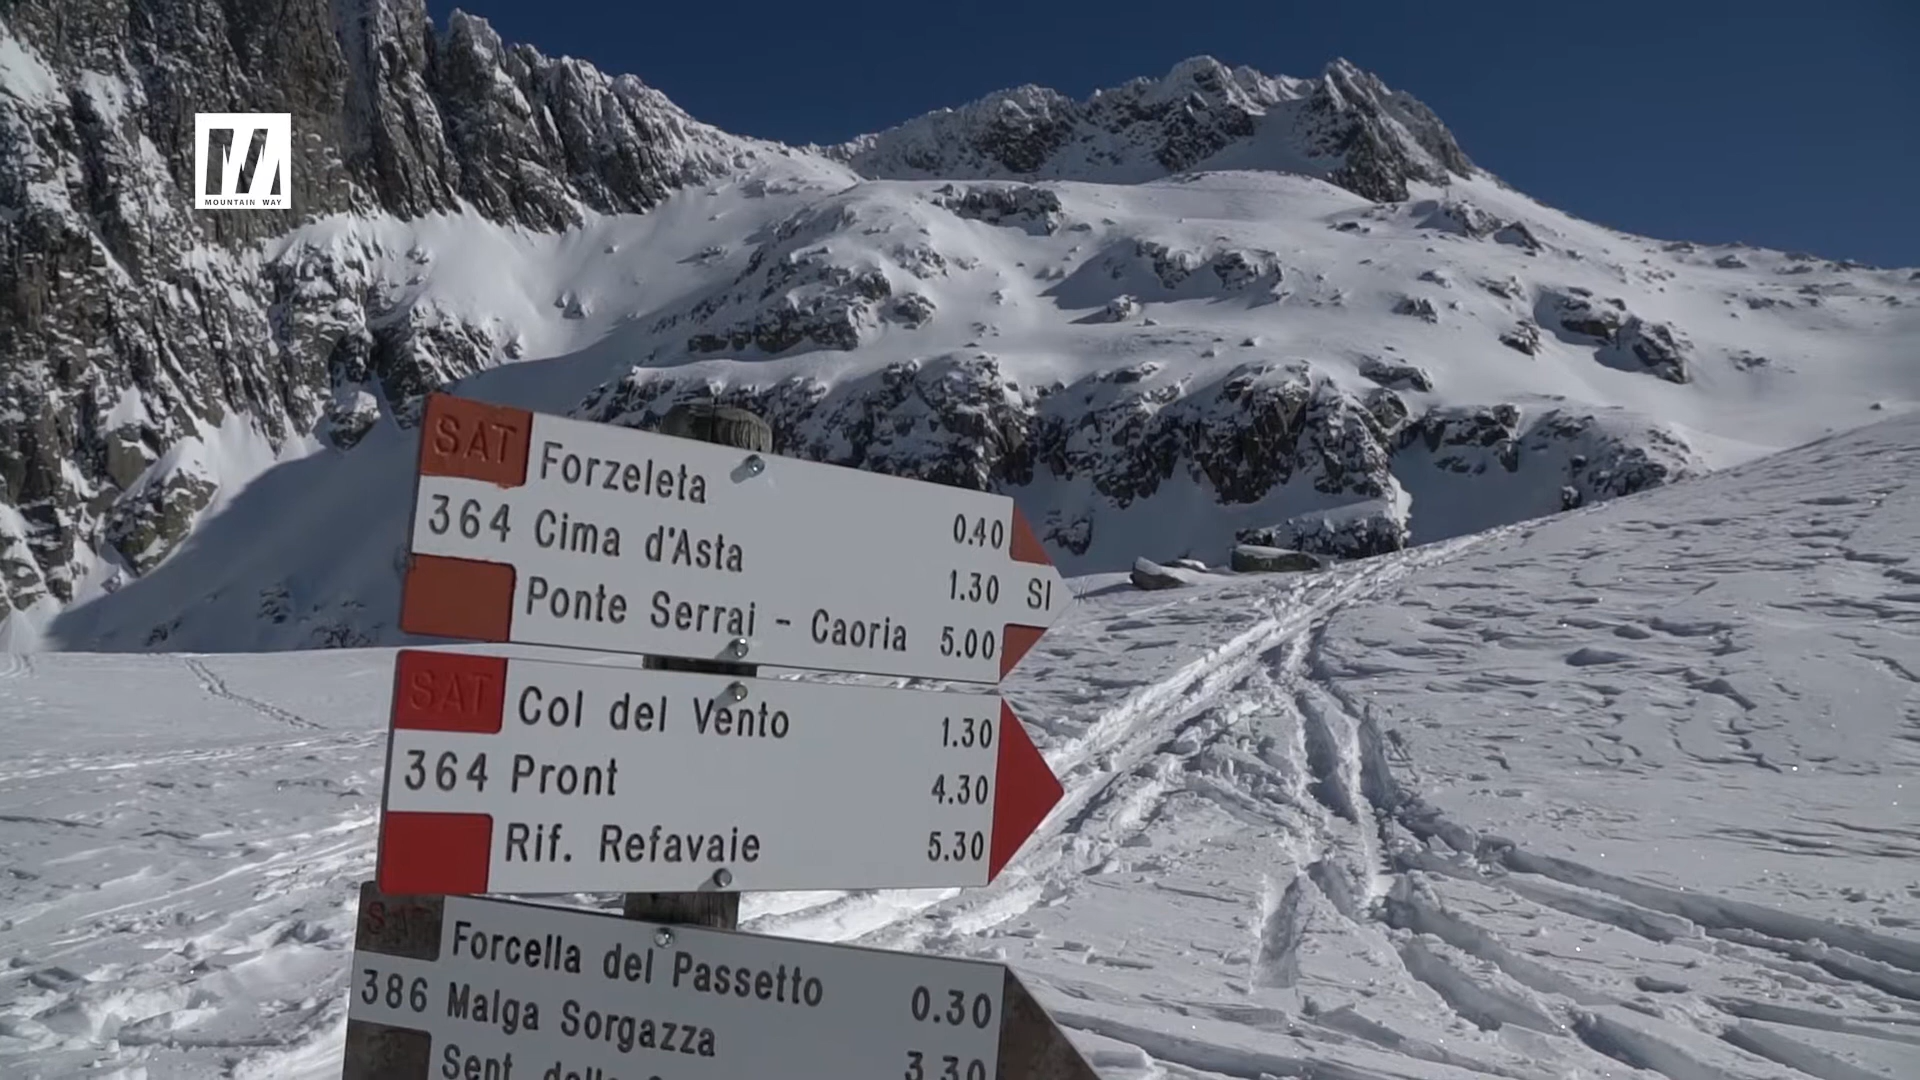 MOUNTAIN WAY
SAT
Forzeleta 0.40
364 Cima d'Asta 1.30 SI
Ponte Serrai - Caoria 5.00
SAT
Col del Vento 1.30
364 Pront 4.30
Rif. Refavaie 5.30
SAT
Forcella del Passetto 0.30
386 Malga Sorgazza 3.30
Sent.